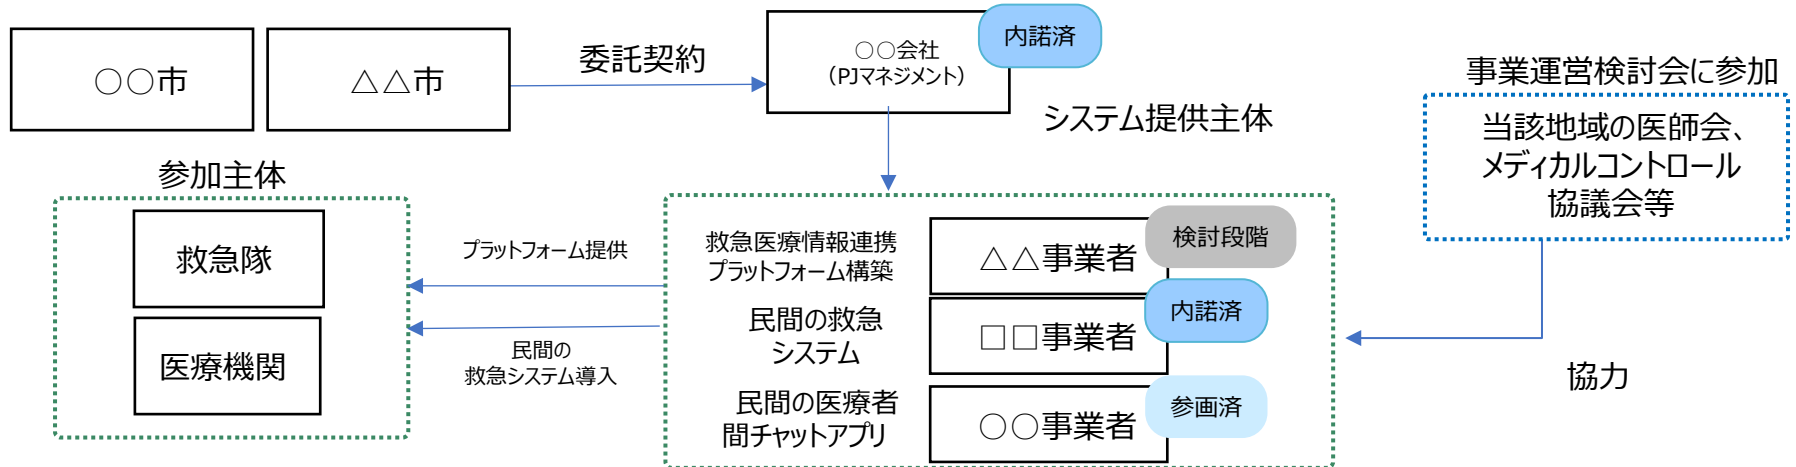 ○○市
△△市
委託契約
○○会社
（PJマネジメント）
内諾済
システム提供主体
事業運営検討会に参加
当該地域の医師会、
メディカルコントロール
協議会等
参加主体
救急隊
医療機関
プラットフォーム提供
民間の
救急システム導入
救急医療情報連携
プラットフォーム構築
△△事業者
検討段階
民間の救急
システム
□□事業者
内諾済
民間の医療者
間チャットアプリ
○○事業者
参画済
協力